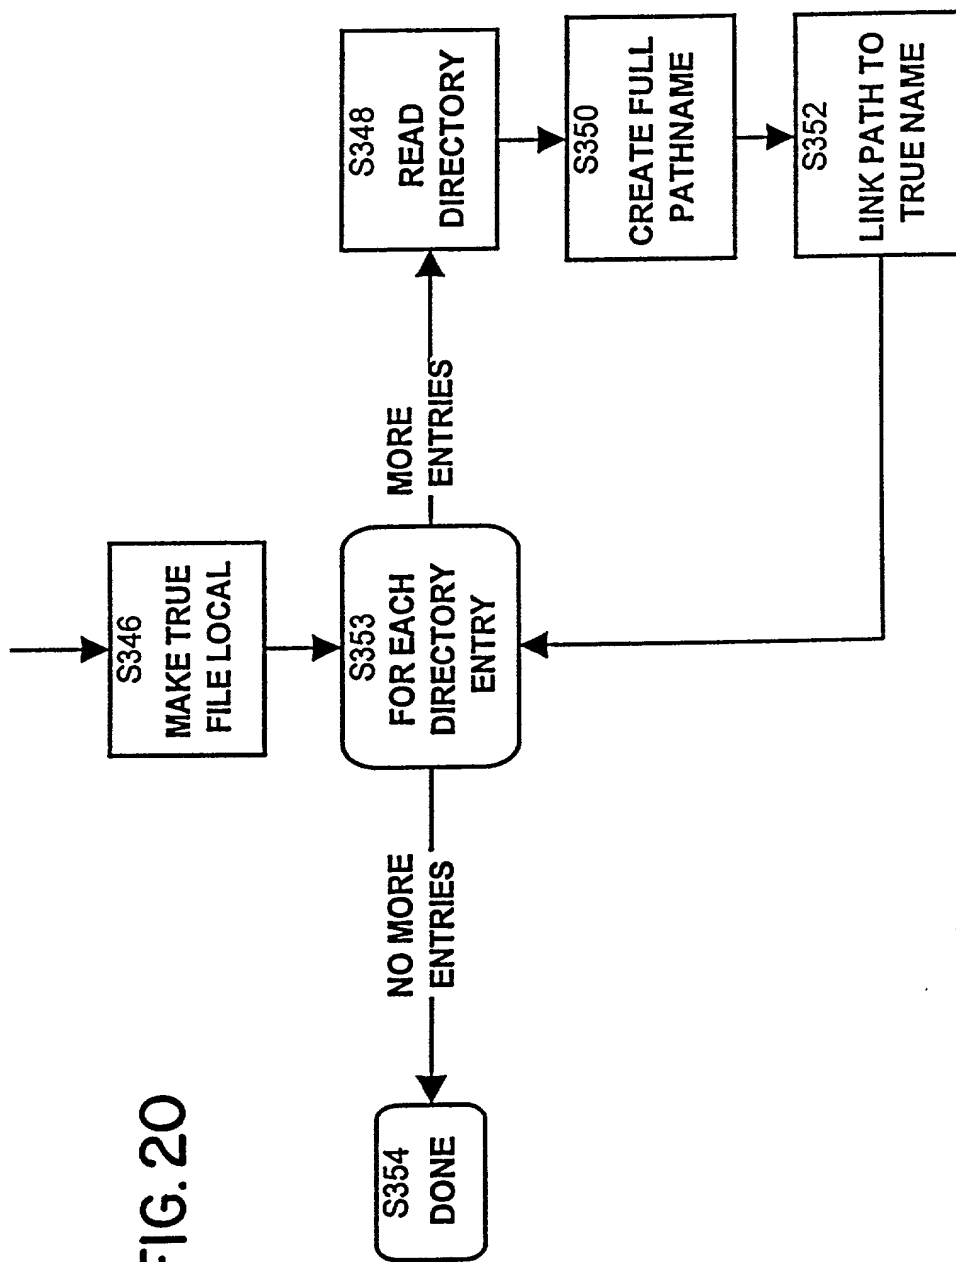 FIG. 20
S346
MAKE TRUE
FILE LOCAL
S353
FOR EACH
DIRECTORY
ENTRY
NO MORE
ENTRIES
S354
DONE
MORE
ENTRIES
S348
READ
DIRECTORY
S350
CREATE FULL
PATHNAME
S352
LINK PATH TO
TRUE NAME